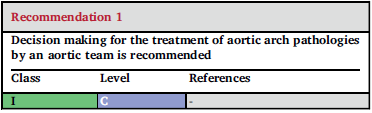 Recommendation 1
Decision making for the treatment of aortic arch pathologies
by an aortic team is recommended
Class Level References
I C -